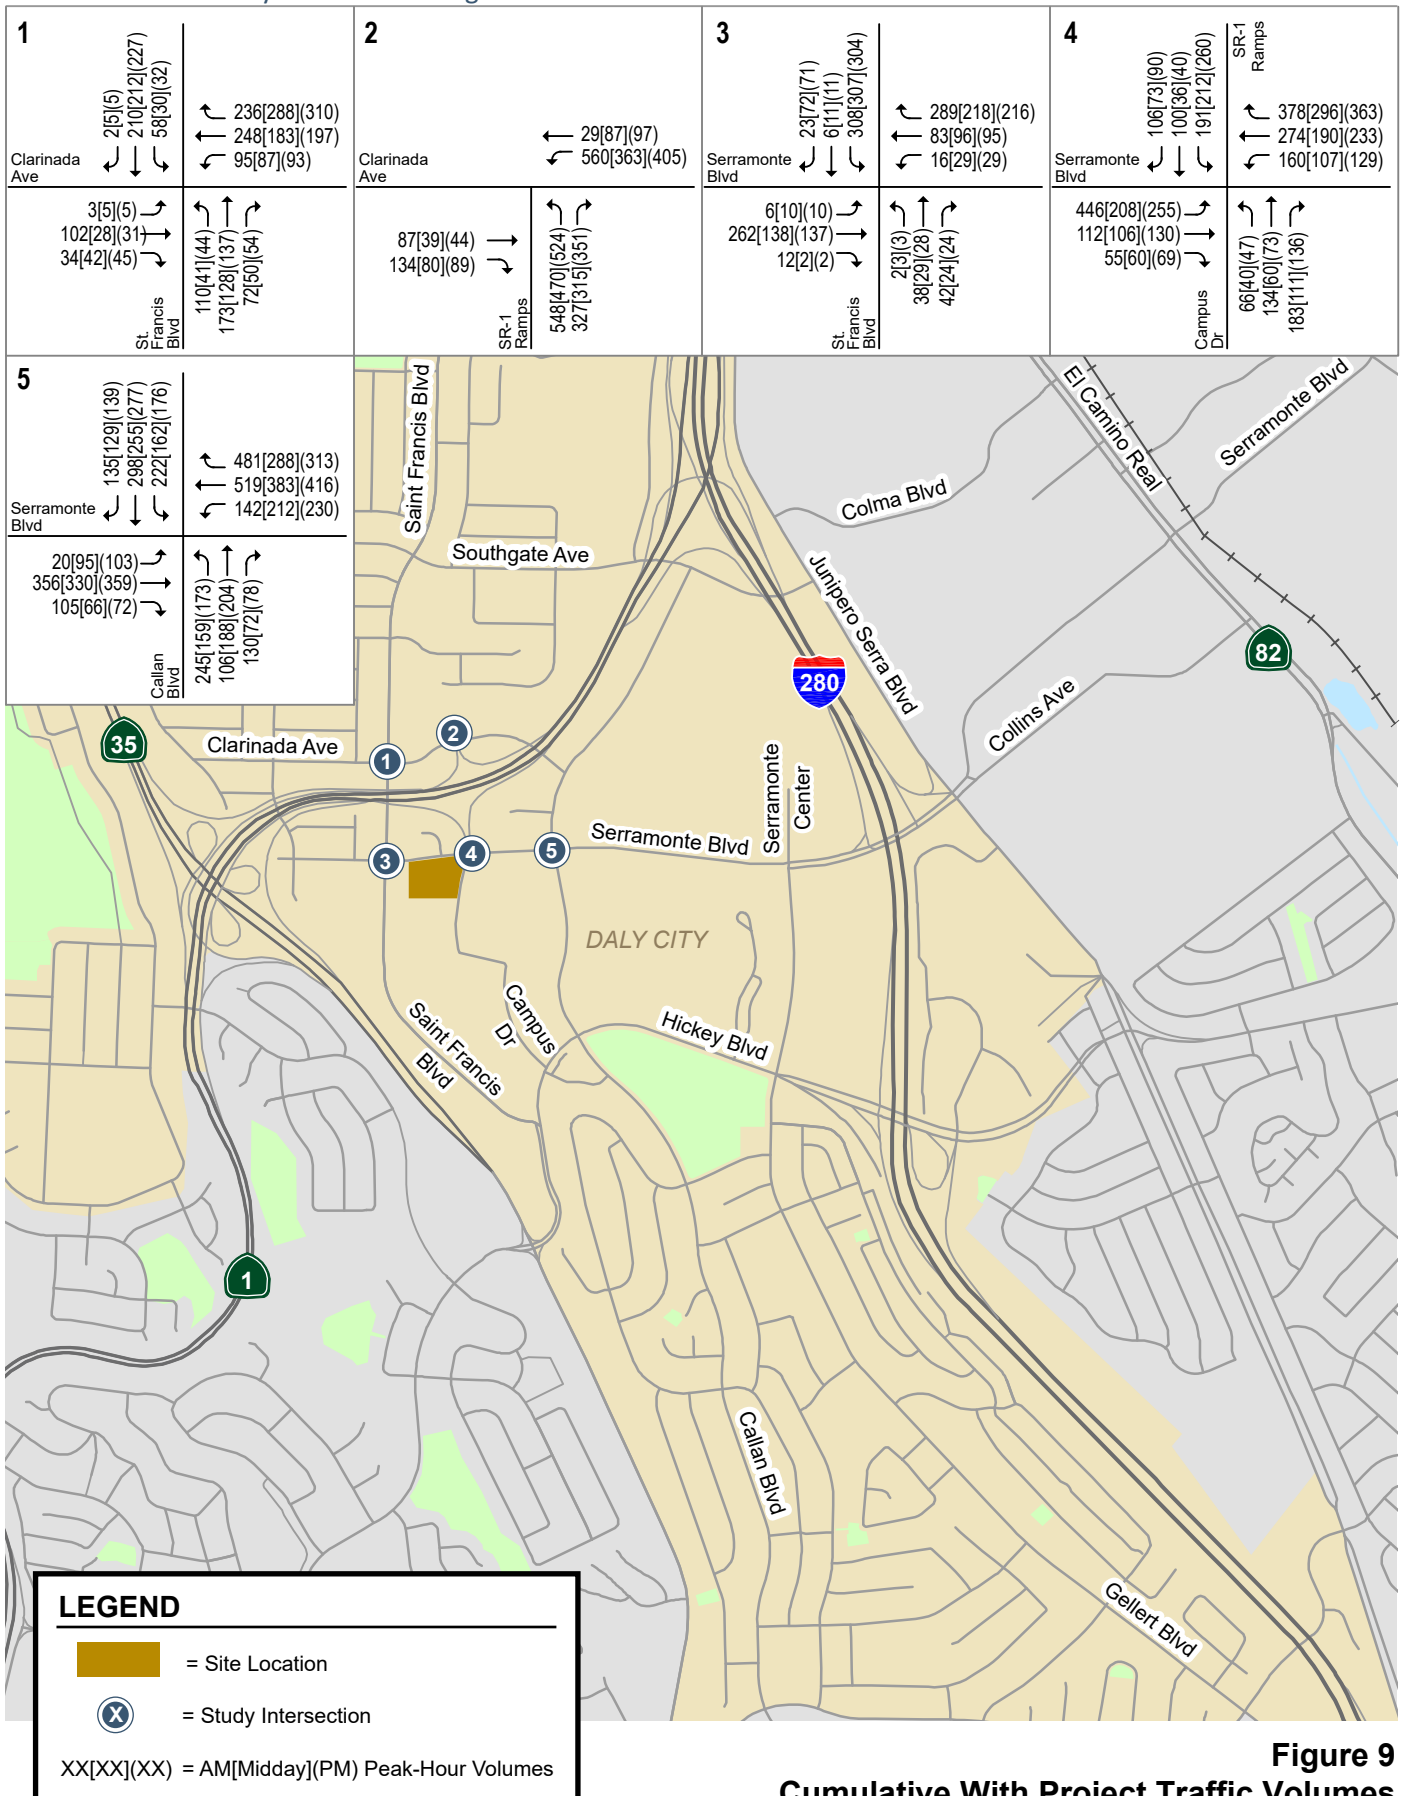 1
2[5](5)
210[212](227)
58[30](32)
236[288](310)
248[183](197)
95[87](93)
Clarinada
Ave
3[5](5)
102[28](31)
34[42](45)
110[41](44)
173[128](137)
72[50](54)
St.
Francis
Blvd
2
29[87](97)
560[363](405)
Clarinada
Ave
87[39](44)
134[80](89)
548[470](524)
327[315](351)
SR-1
Ramps
3
23[72](71)
6[11](11)
308[307](304)
289[218](216)
83[96](95)
16[29](29)
Serramonte
Blvd
6[10](10)
262[138](137)
12[2](2)
2[3](3)
38[29](28)
42[24](24)
St.
Francis
Blvd
4
106[73](90)
100[36](40)
191[212](260)
SR-1
Ramps
378[296](363)
274[190](233)
160[107](129)
Serramonte
Blvd
446[208](255)
112[106](130)
55[60](69)
66[40](47)
134[60](73)
183[111](136)
Campus
Dr
5
135[129](139)
298[255](277)
222[162](176)
481[288](313)
519[383](416)
142[212](230)
Serramonte
Blvd
20[95](103)
356[330](359)
105[66](72)
245[159](173)
106[188](204)
130[72](78)
Callan
Blvd
Saint Francis Blvd
El Camino Real
Serramonte Blvd
Colma Blvd
Southgate Ave
Junipero Serra Blvd
82
280
Collins Ave
35
Clarinada Ave
1
2
Serramonte
Center
3
4
5
Serramonte Blvd
DALY CITY
Campus
Dr
Saint Francis
Blvd
Hickey Blvd
1
Callan Blvd
Gellert Blvd
LEGEND
= Site Location
X
= Study Intersection
XX[XX](XX) = AM[Midday](PM) Peak-Hour Volumes
Figure 9
Cumulative With Project Traffic Volumes